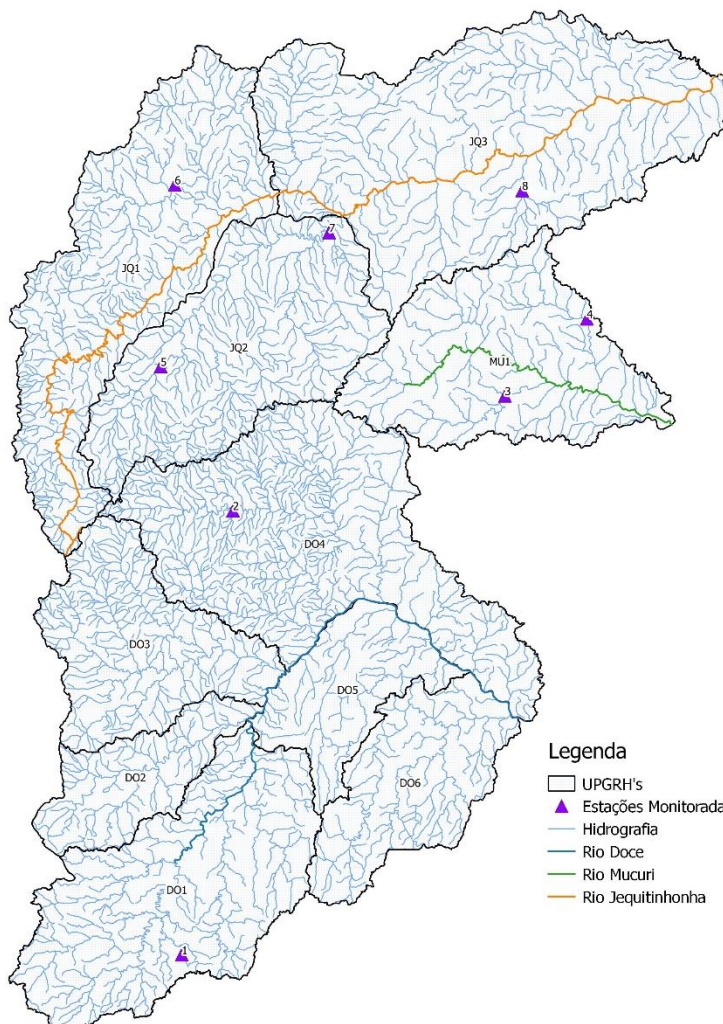 JQ3
6
8
7
JQ1
4
JQ2
5
MU1
3
2
DO4
DO3
DO5
DO2
DO6
DO1
1
Legenda
UPGRH's
Estações Monitorada
Hidrografia
Rio Doce
Rio Mucuri
Rio Jequitinhonha